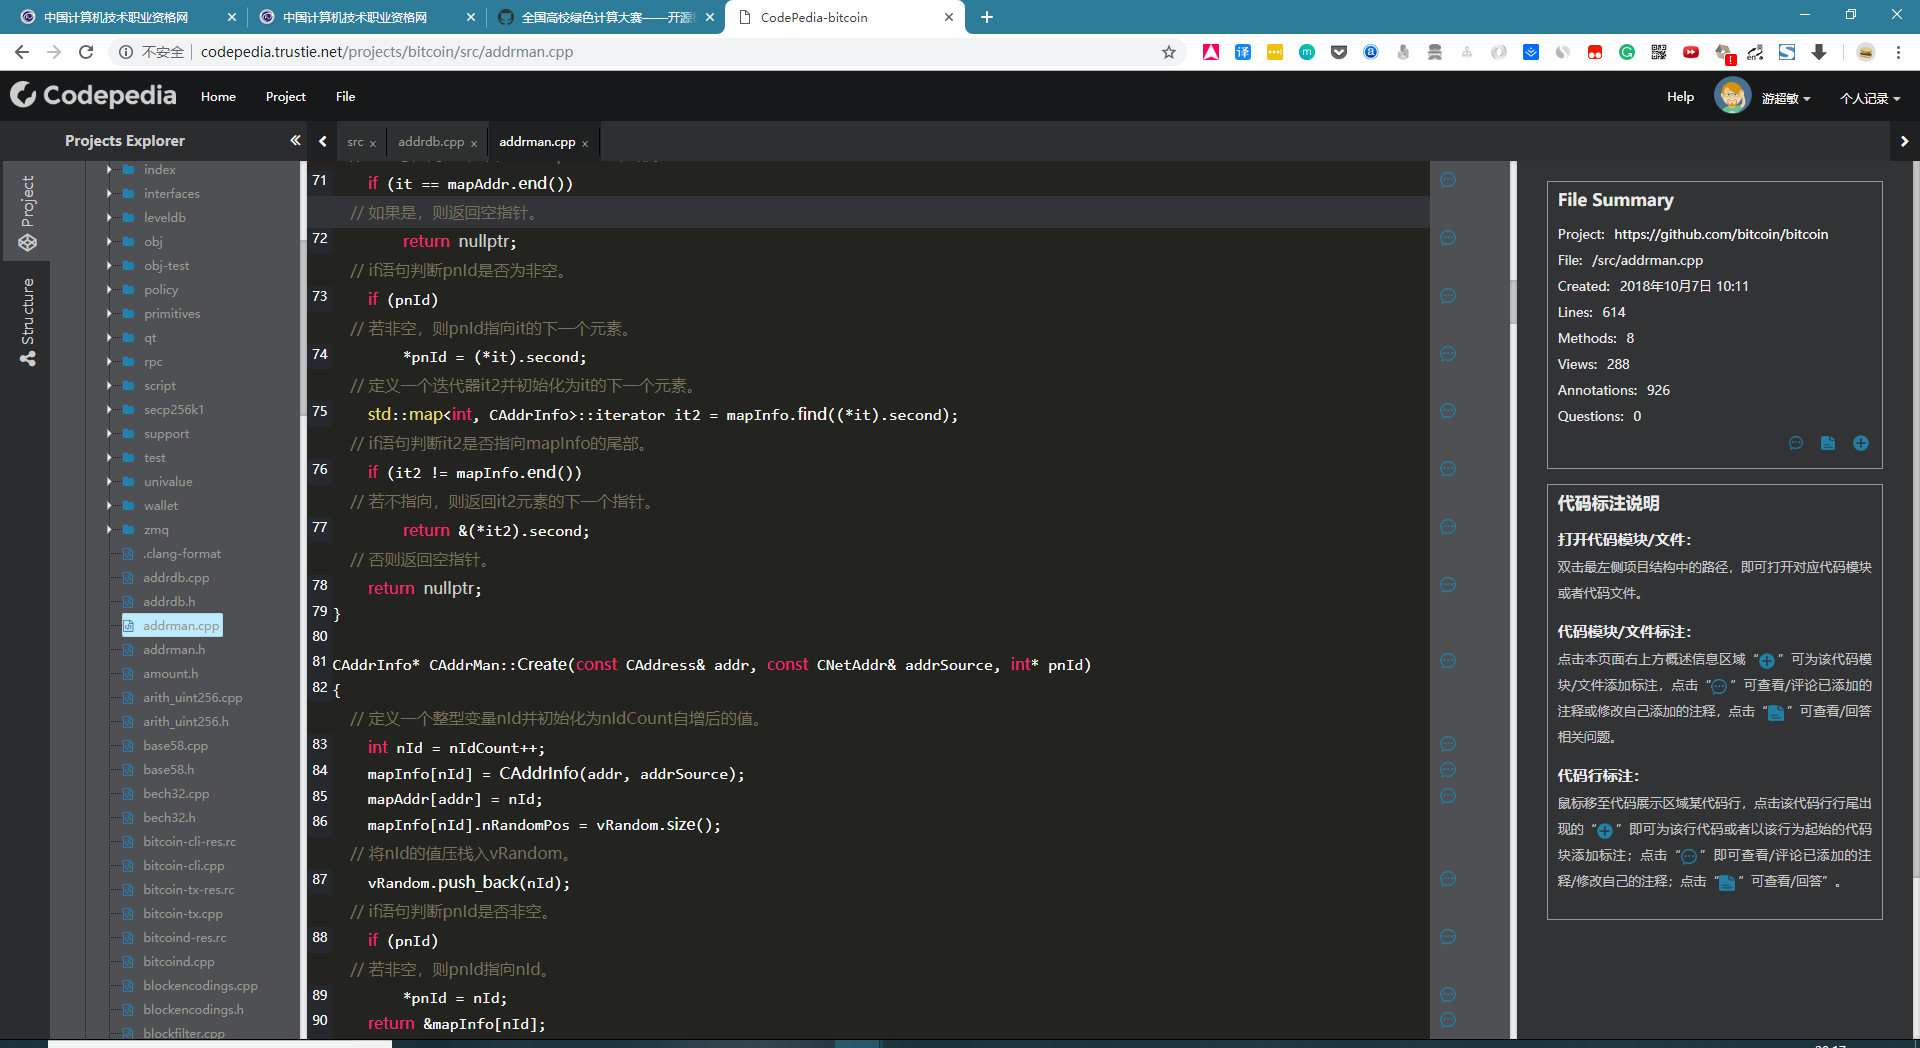 中国计算机技术职业资格网
中国计算机技术职业资格网
全国高校绿色计算大赛——开源
CodePedia-bitcoin
不安全
codepedia.trustie.net/projects/bitcoin/src/addrman.cpp
Codepedia
Home
Project
File
Help
游超敏
个人记录
Projects Explorer
src
addrdb.cpp
addrman.cpp
Project
Structure
index
interfaces
leveldb
obj
obj-test
policy
primitives
qt
rpc
script
secp256k1
support
test
univalue
wallet
zmq
.clang-format
addrdb.cpp
addrdb.h
addrman.cpp
addrman.h
amount.h
arith_uint256.cpp
arith_uint256.h
base58.cpp
base58.h
bech32.cpp
bech32.h
bitcoin-cli-res.rc
bitcoin-cli.cpp
bitcoin-tx-res.rc
bitcoin-tx.cpp
bitcoind-res.rc
bitcoind.cpp
blockencodings.cpp
blockencodings.h
blockfilter.cpp
71 if (it == mapAddr.end())
// 如果是，则返回空指针。
72 return nullptr;
// if语句判断pnId是否为非空。
73 if (pnId)
// 若非空，则pnId指向it的下一个元素。
74 *pnId = (*it).second;
// 定义一个迭代器it2并初始化为it的下一个元素。
75 std::map<int, CAddrInfo>::iterator it2 = mapInfo.find((*it).second);
// if语句判断it2是否指向mapInfo的尾部。
76 if (it2 != mapInfo.end())
// 若不指向，则返回it2元素的下一个指针。
77 return &(*it2).second;
// 否则返回空指针。
78 return nullptr;
79 }
80
81 CAddrInfo* CAddrMan::Create(const CAddress& addr, const CNetAddr& addrSource, int* pnId)
82 {
// 定义一个整型变量nId并初始化为nIdCount自增后的值。
83 int nId = nIdCount++;
84 mapInfo[nId] = CAddrInfo(addr, addrSource);
85 mapAddr[addr] = nId;
86 mapInfo[nId].nRandomPos = vRandom.size();
// 将nId的值压栈入vRandom。
87 vRandom.push_back(nId);
// if语句判断pnId是否非空。
88 if (pnId)
// 若非空，则pnId指向nId。
89 *pnId = nId;
90 return &mapInfo[nId];
File Summary
Project: https://github.com/bitcoin/bitcoin
File: /src/addrman.cpp
Created: 2018年10月7日 10:11
Lines: 614
Methods: 8
Views: 288
Annotations: 926
Questions: 0
代码标注说明
打开代码模块/文件：
双击最左侧项目结构中的路径，即可打开对应代码模块
或者代码文件。
代码模块/文件标注：
点击本页面右上方概述信息区域“ ”可为该代码模
块/文件添加标注，点击“ ”可查看/评论已添加的
注释或修改自己添加的注释，点击“ ”可查看/回答
相关问题。
代码行标注：
鼠标移至代码展示区域某代码行，点击该代码行行尾出
现的“ ”即可为该行代码或者以该行为起始的代码
块添加标注；点击“ ”即可查看/评论已添加的注
释/修改自己的注释；点击“ ”可查看/回答”。